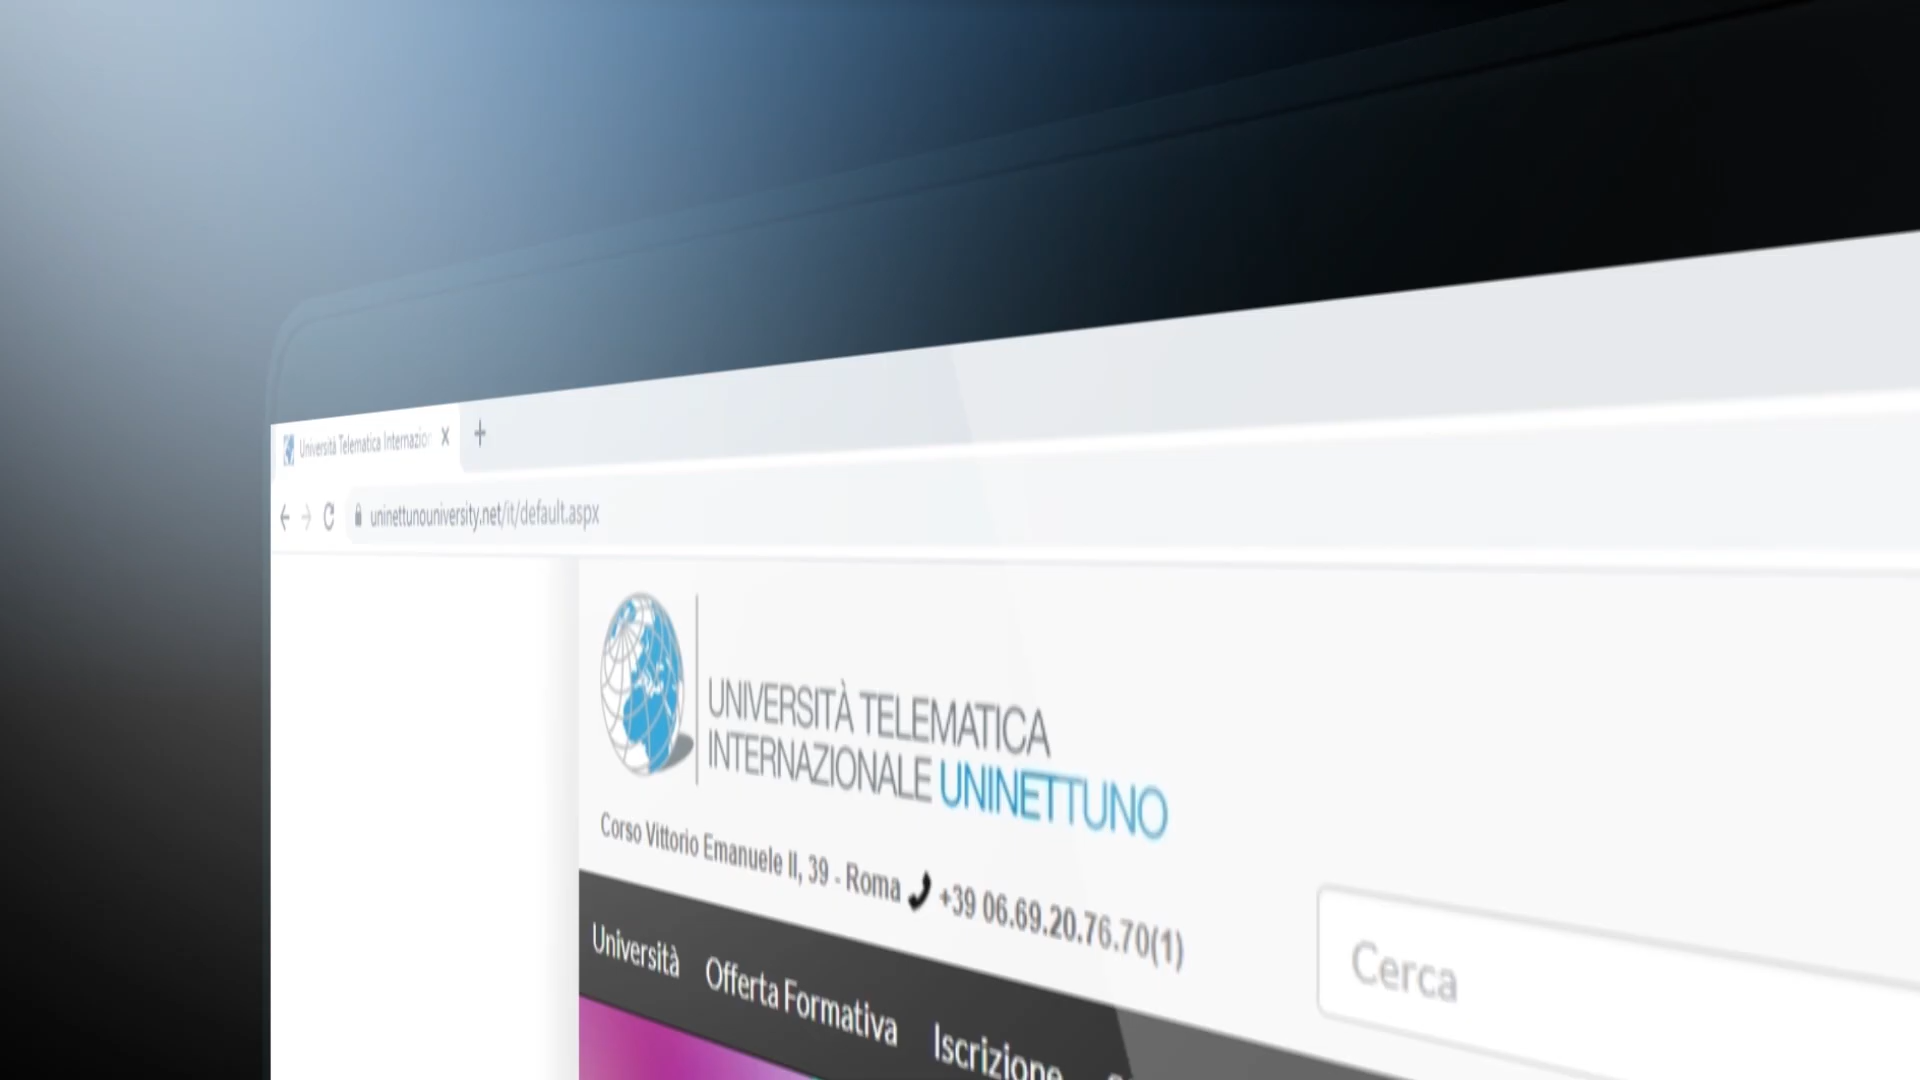 Università Telematica Internazio
uninettunouniversity.net/it/default.aspx
UNIVERSITÀ TELEMATICA
INTERNAZIONALE UNINETTUNO
Corso Vittorio Emanuele II, 39 - Roma +39 06.69.20.76.70(1)
Cerca
Università Offerta Formativa Iscrizione